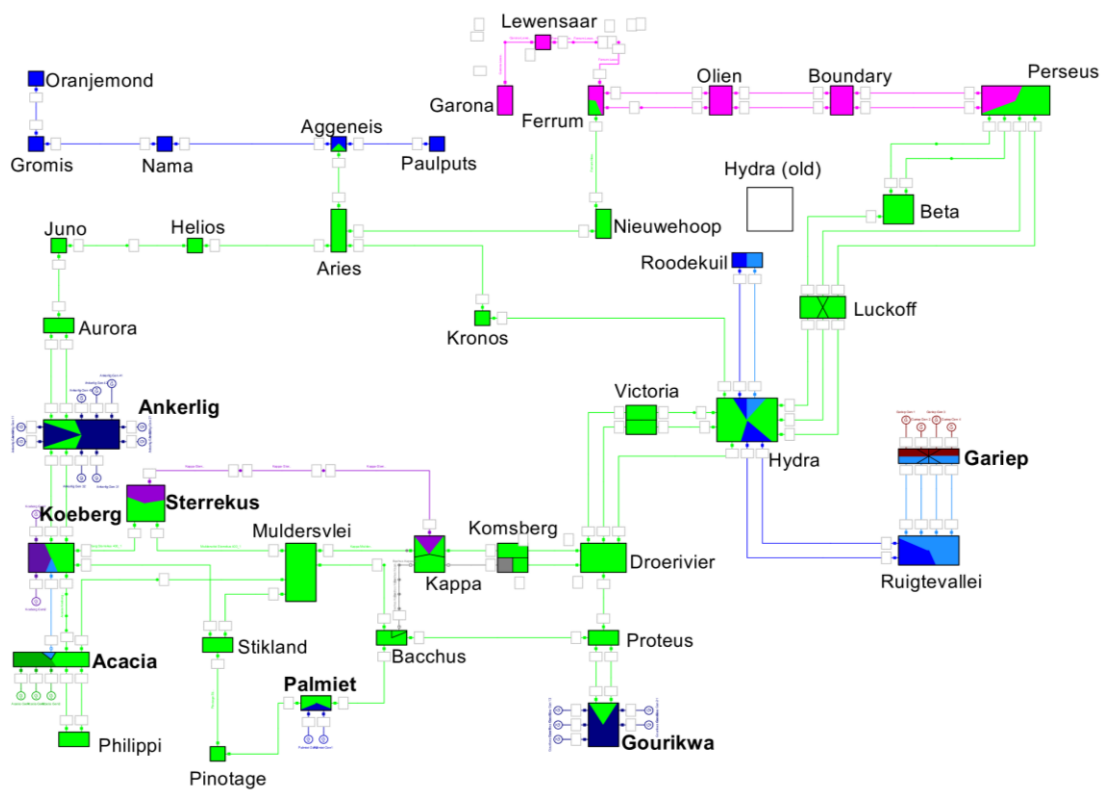 Lewensaar
Oranjemond
Garona
Olien
Boundary
Perseus
Ferrum
Aggeneis
Gromis
Nama
Paulputs
Hydra (old)
Beta
Juno
Helios
Aries
Nieuwehoop
Roodekuil
Luckoff
Aurora
Kronos
Victoria
Ankerlig
Hydra
Gariep
Sterrekus
Koeberg
Muldersvlei
Komsberg
Kappa
Droerivier
Ruigtevallei
Stikland
Bacchus
Proteus
Acacia
Palmiet
Philippi
Gourikwa
Pinotage